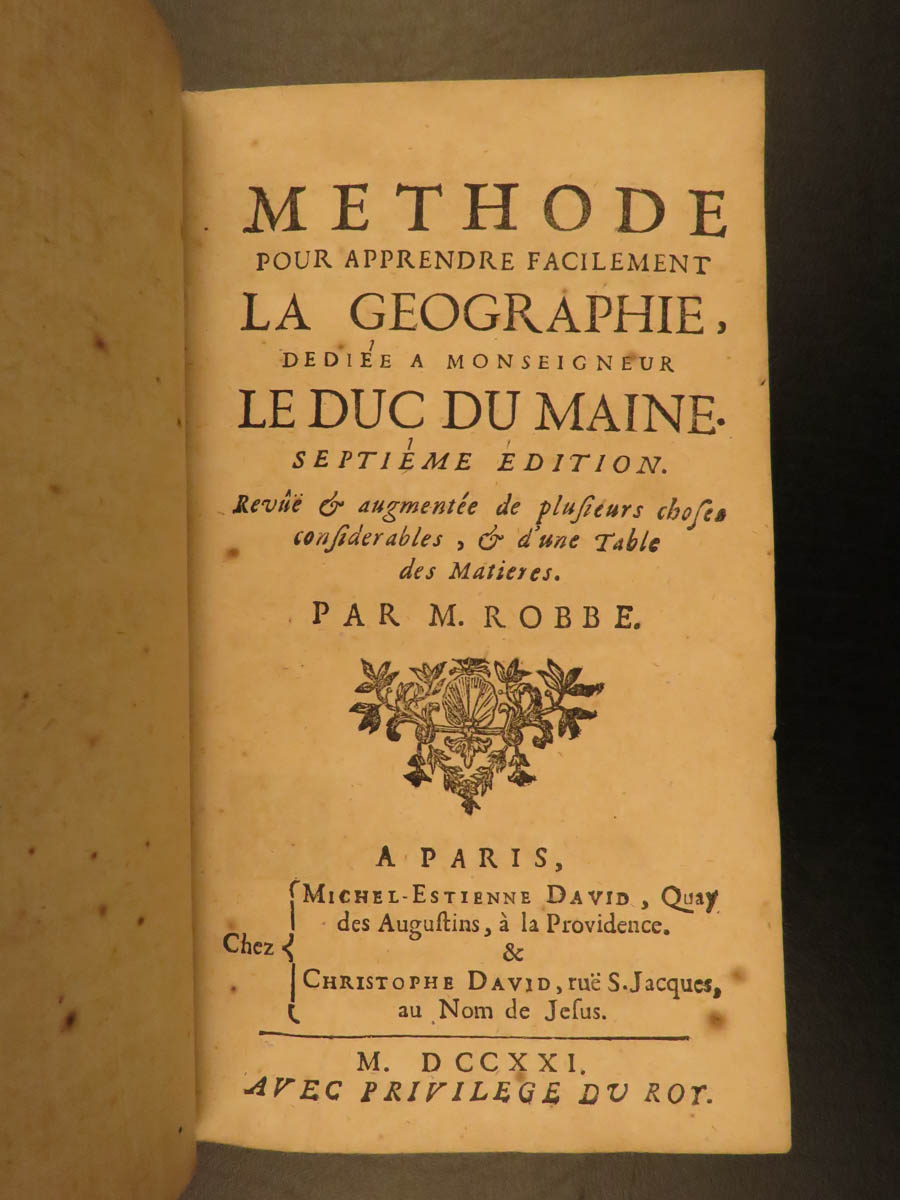 METHODE
POUR APPRENDRE FACILEMENT
LA GEOGRAPHIE,
DEDIÉE A MONSEIGNEUR
LE DUC DU MAINE.
SEPTIÈME EDITION.
Revûë & augmentée de pluſieurs choſes
conſiderables, & d'une Table
des Matieres.
PAR M. ROBBE.
A PARIS,
Chez
MICHEL-ESTIENNE DAVID, Quay
des Auguſtins, à la Providence.
&
CHRISTOPHE DAVID, ruë S. Jacques,
au Nom de Jeſus.
M. DCCXXI.
AVEC PRIVILEGE DU ROY.